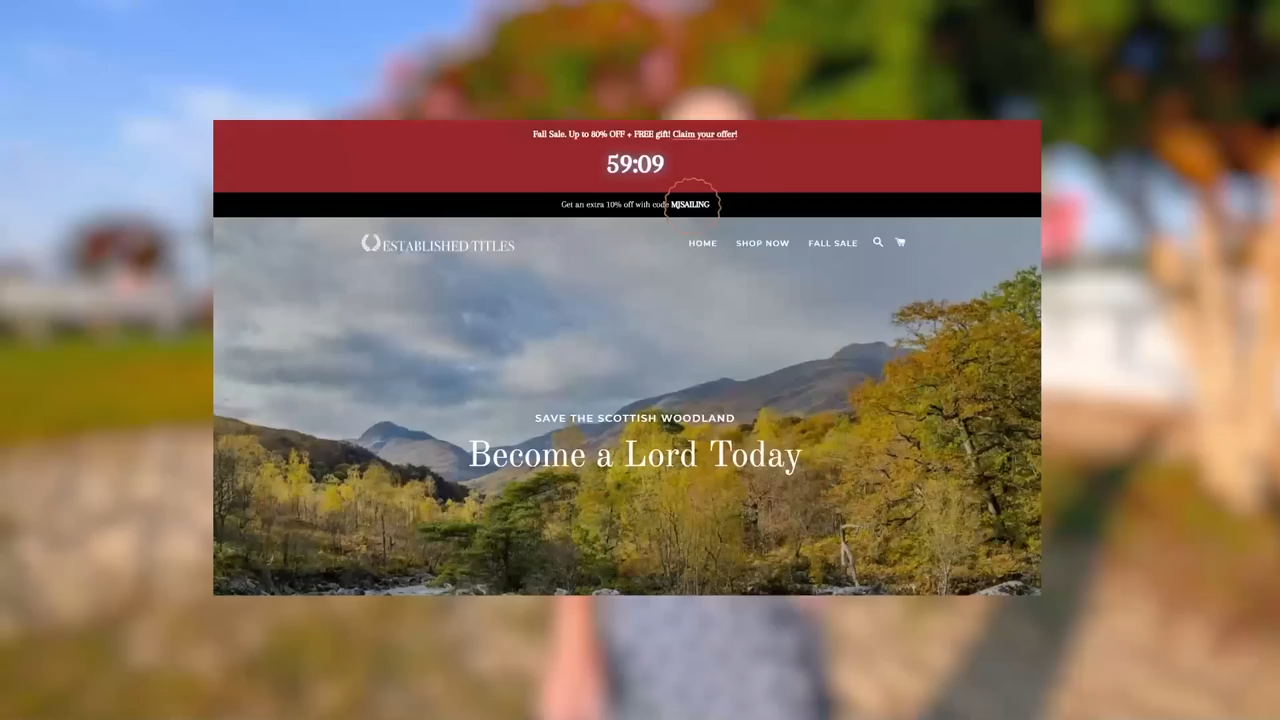 Fall Sale. Up to 80% OFF + FREE gift! Claim your offer!
59:09
Get an extra 10% off with code MJSAILING
ESTABLISHED TITLES
HOME SHOP NOW FALL SALE
SAVE THE SCOTTISH WOODLAND
Become a Lord Today